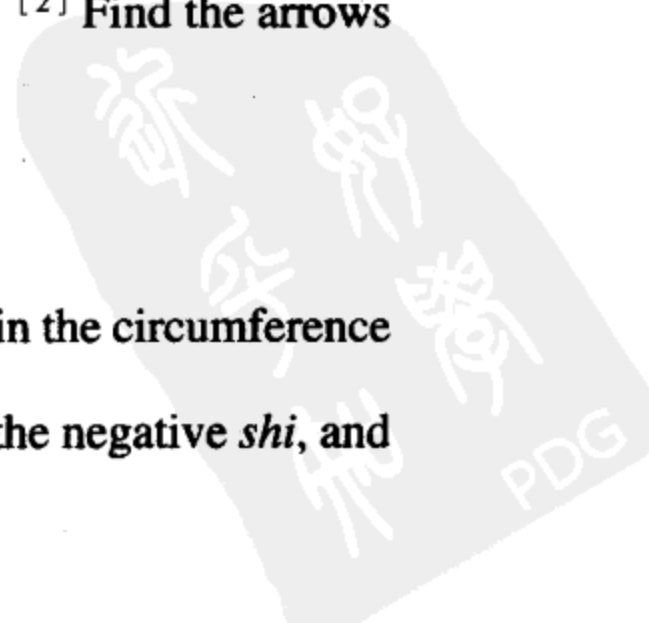 [2] Find the arrows
in the circumference
the negative shi, and
PDG